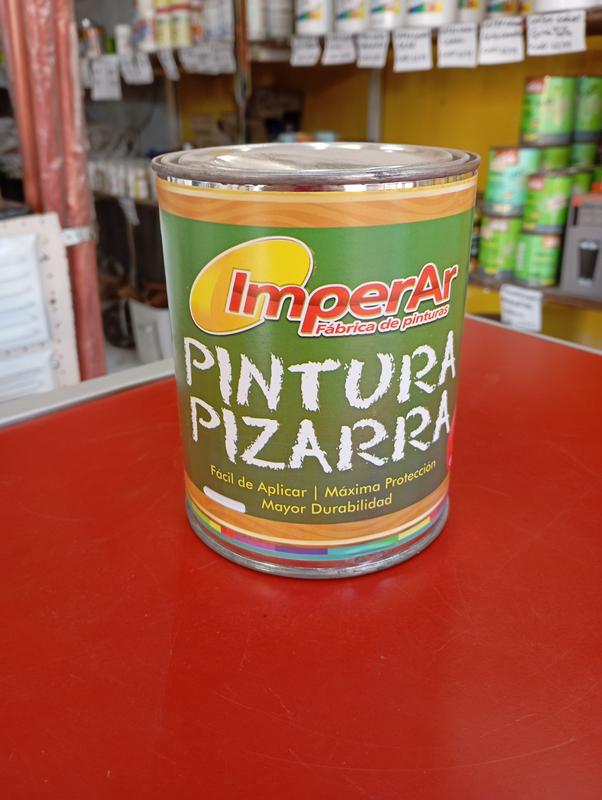 ImperAr
Fábrica de pinturas
PINTURA
PIZARRA
Fácil de Aplicar | Máxima Protección
Mayor Durabilidad